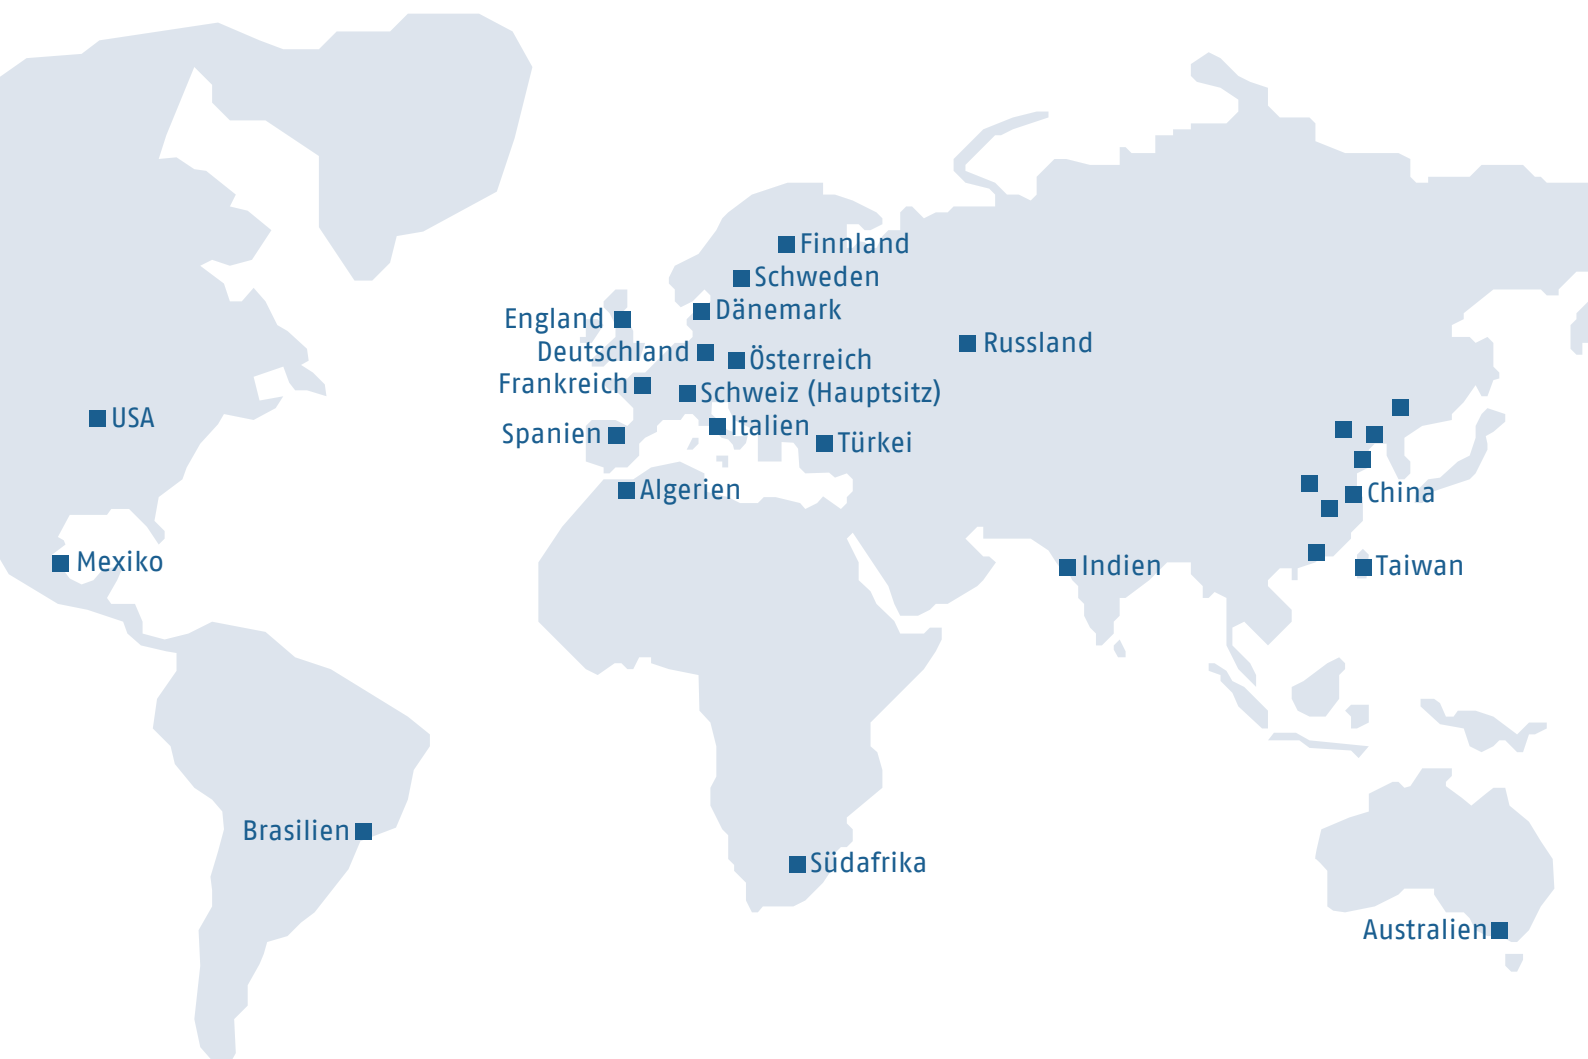 Finnland
Schweden
Dänemark
England
Russland
Deutschland
Österreich
Frankreich
Schweiz (Hauptsitz)
USA
Italien
Spanien
Türkei
Algerien
China
Mexiko
Indien
Taiwan
Brasilien
Südafrika
Australien